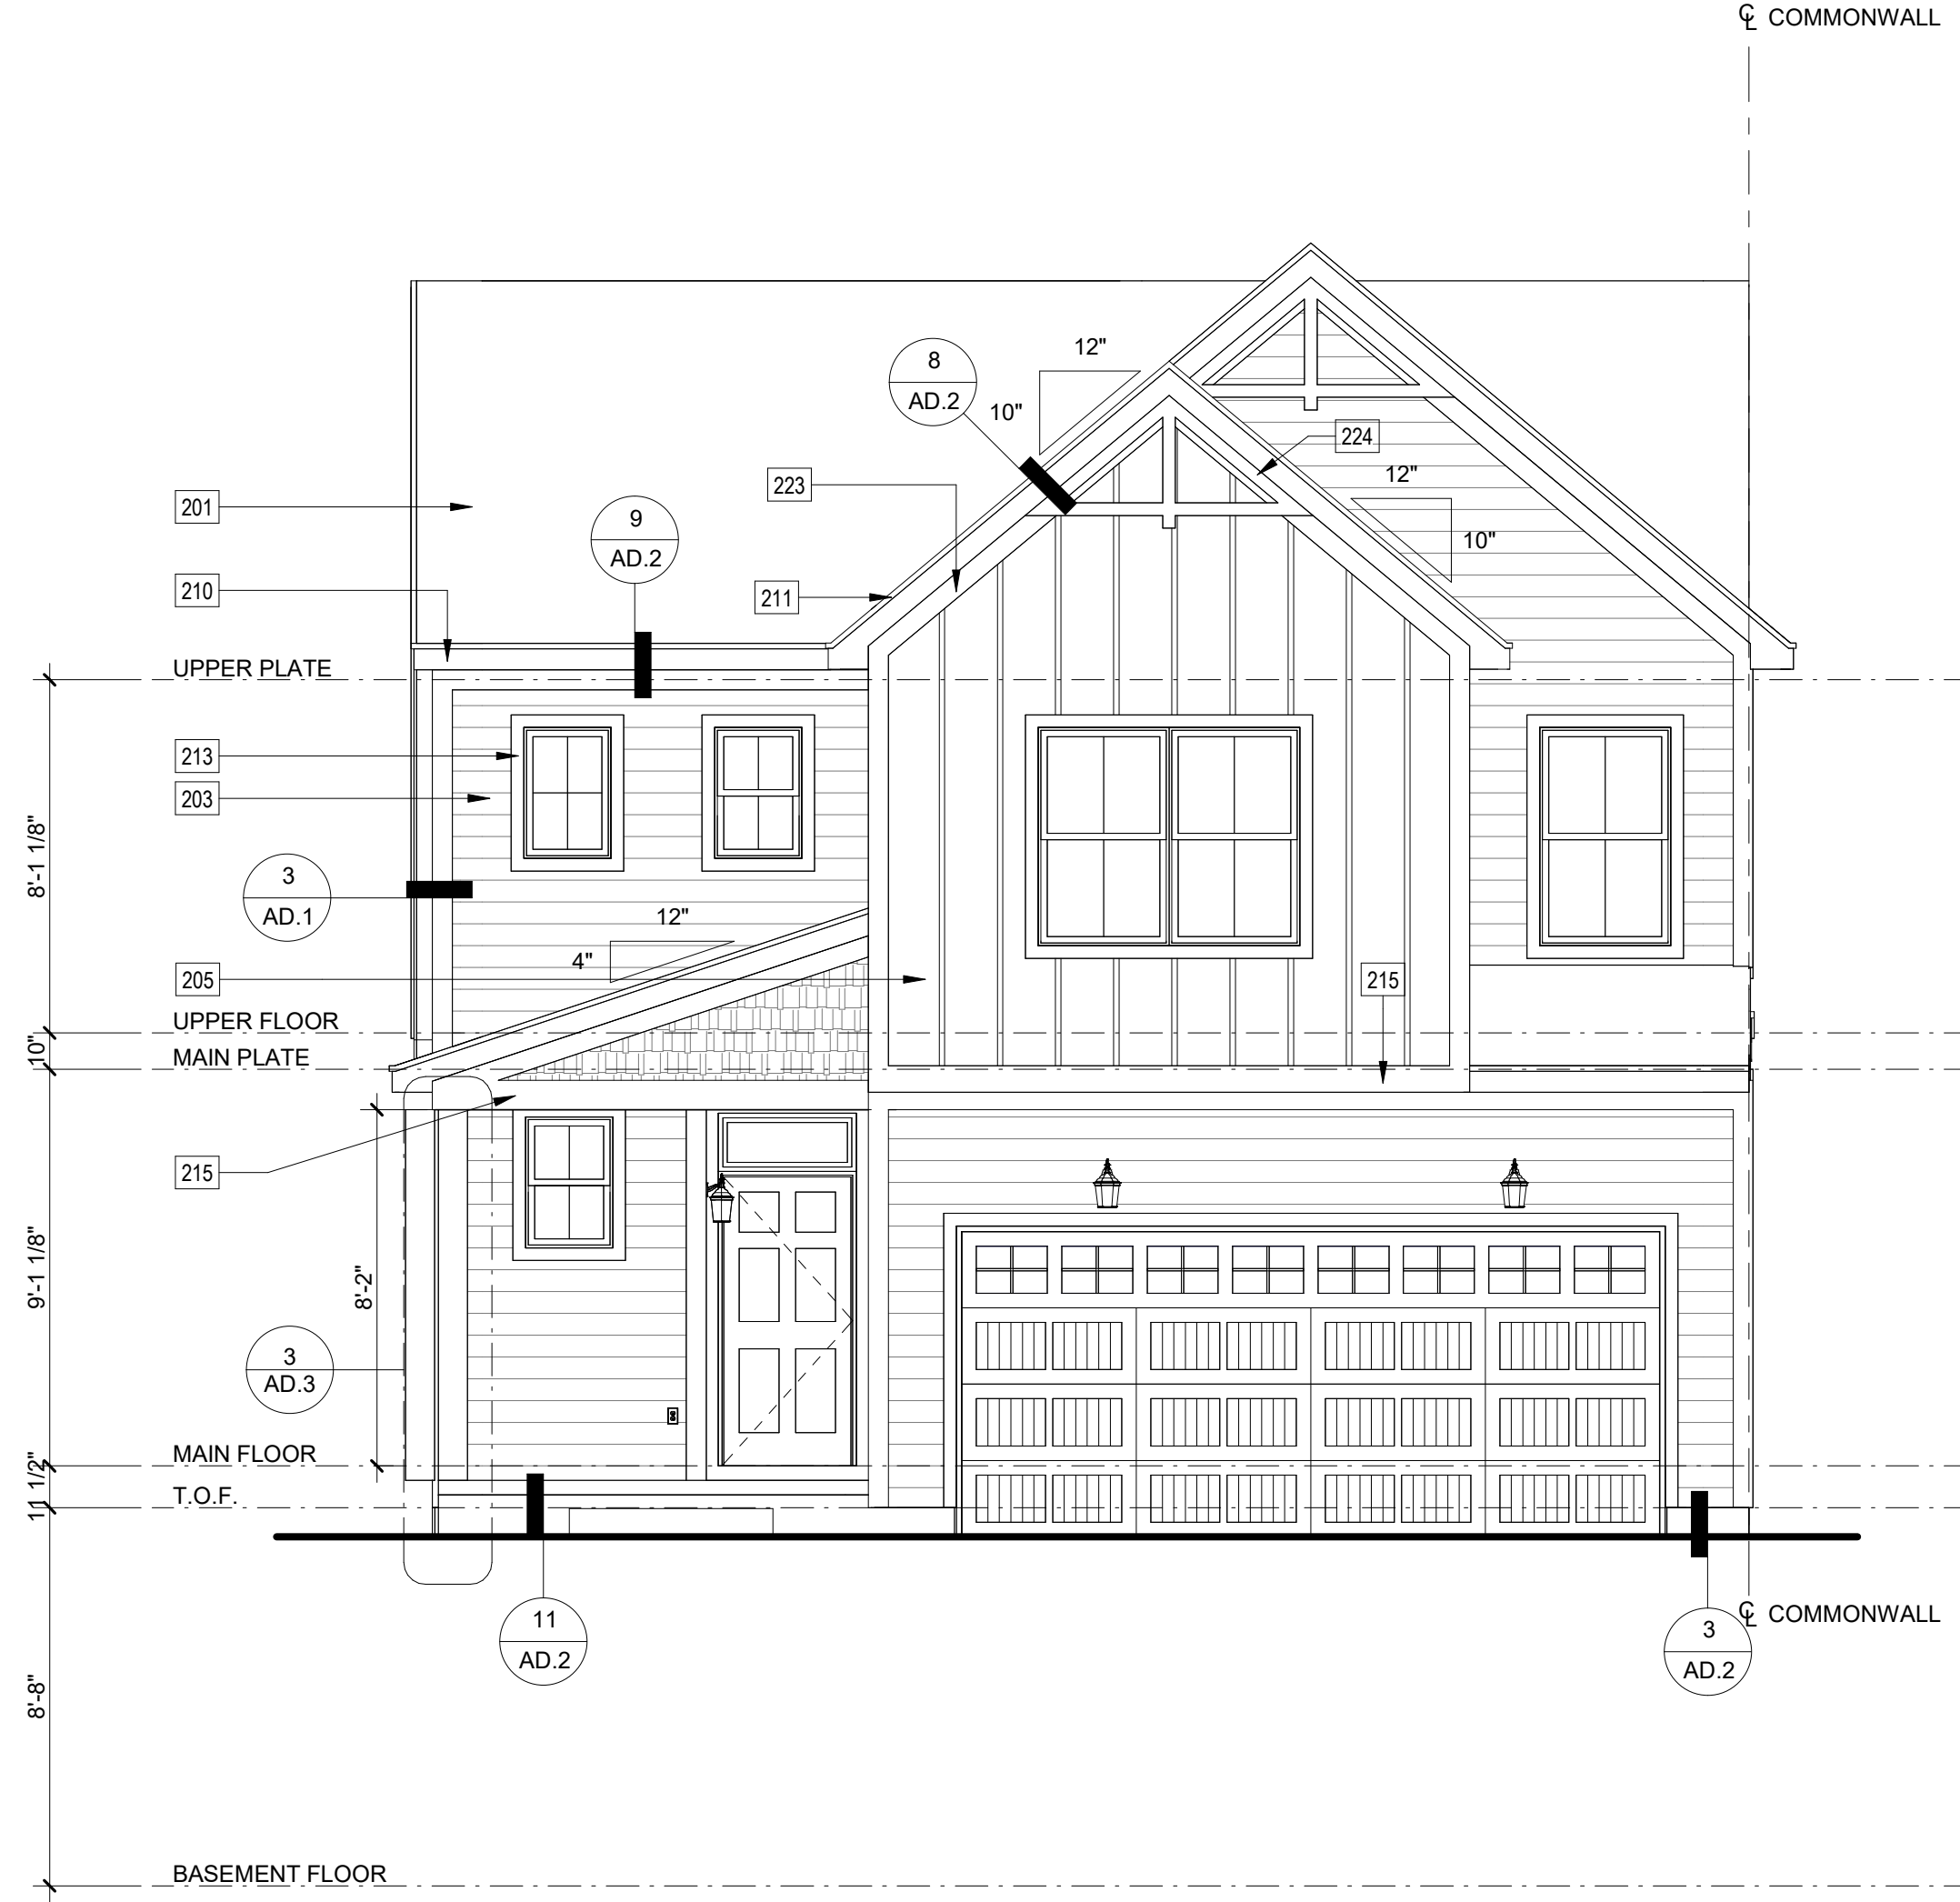 ℄ COMMONWALL
12"
8
AD.2
10"
224
12"
223
201
9
AD.2
10"
210
211
UPPER PLATE
213
203
8'-1 1/8"
3
AD.1
12"
4"
205
215
UPPER FLOOR
10"
MAIN PLATE
215
9'-1 1/8"
8'-2"
3
AD.3
MAIN FLOOR
11 1/2"
T.O.F.
11
AD.2
℄ COMMONWALL
3
AD.2
8'-8"
BASEMENT FLOOR